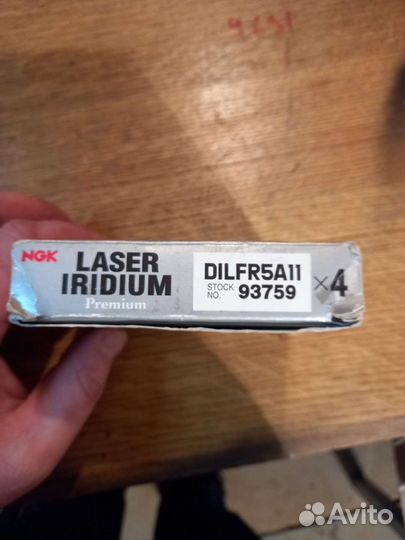 NGK
LASER
IRIDIUM
Premium
DILFR5A11
STOCK NO. 93759
×4
Avito